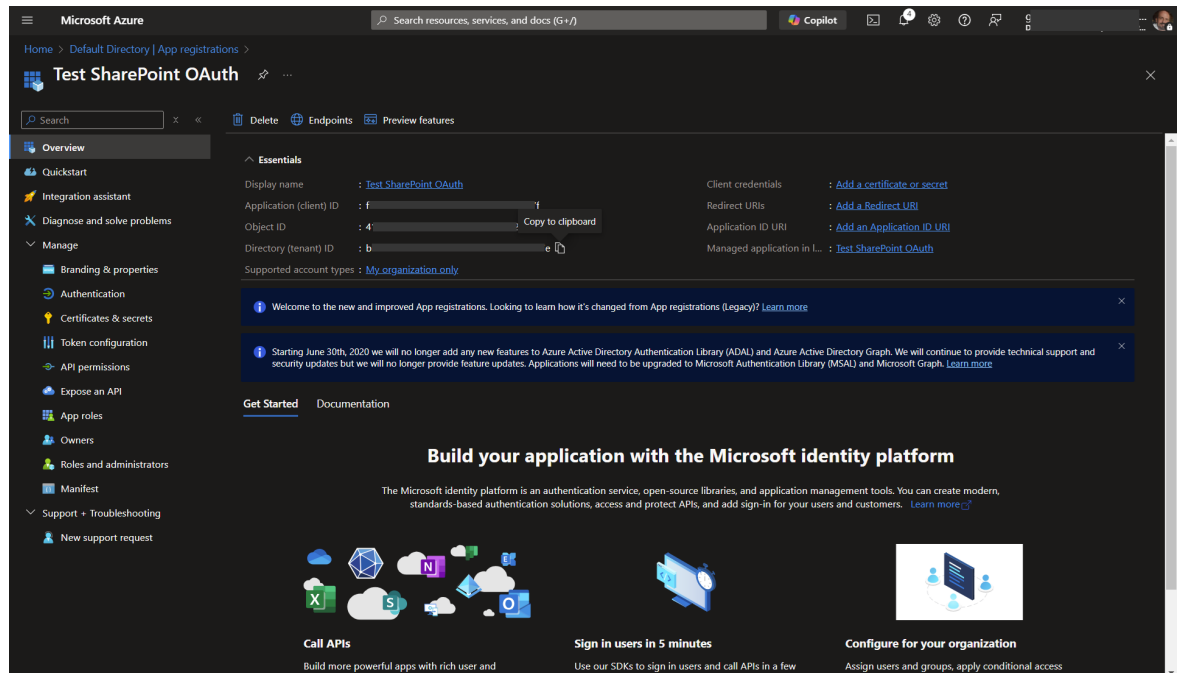 Microsoft Azure
Search resources, services, and docs (G+/)
Copilot
4
Home > Default Directory | App registrations >
Test SharePoint OAuth
Search
Delete
Endpoints
Preview features
Overview
Quickstart
Integration assistant
Diagnose and solve problems
Manage
Branding & properties
Authentication
Certificates & secrets
Token configuration
API permissions
Expose an API
App roles
Owners
Roles and administrators
Manifest
Support + Troubleshooting
New support request
Essentials
Display name : Test SharePoint OAuth
Application (client) ID : f
Object ID : 4
Directory (tenant) ID : b e
Supported account types : My organization only
Copy to clipboard
Client credentials : Add a certificate or secret
Redirect URIs : Add a Redirect URI
Application ID URI : Add an Application ID URI
Managed application in l... : Test SharePoint OAuth
Welcome to the new and improved App registrations. Looking to learn how it's changed from App registrations (Legacy)? Learn more
Starting June 30th, 2020 we will no longer add any new features to Azure Active Directory Authentication Library (ADAL) and Azure Active Directory Graph. We will continue to provide technical support and
security updates but we will no longer provide feature updates. Applications will need to be upgraded to Microsoft Authentication Library (MSAL) and Microsoft Graph. Learn more
Get Started
Documentation
Build your application with the Microsoft identity platform
The Microsoft identity platform is an authentication service, open-source libraries, and application management tools. You can create modern,
standards-based authentication solutions, access and protect APIs, and add sign-in for your users and customers. Learn more
N
E
X
S
O
Call APIs
Build more powerful apps with rich user and
Sign in users in 5 minutes
Use our SDKs to sign in users and call APIs in a few
Configure for your organization
Assign users and groups, apply conditional access